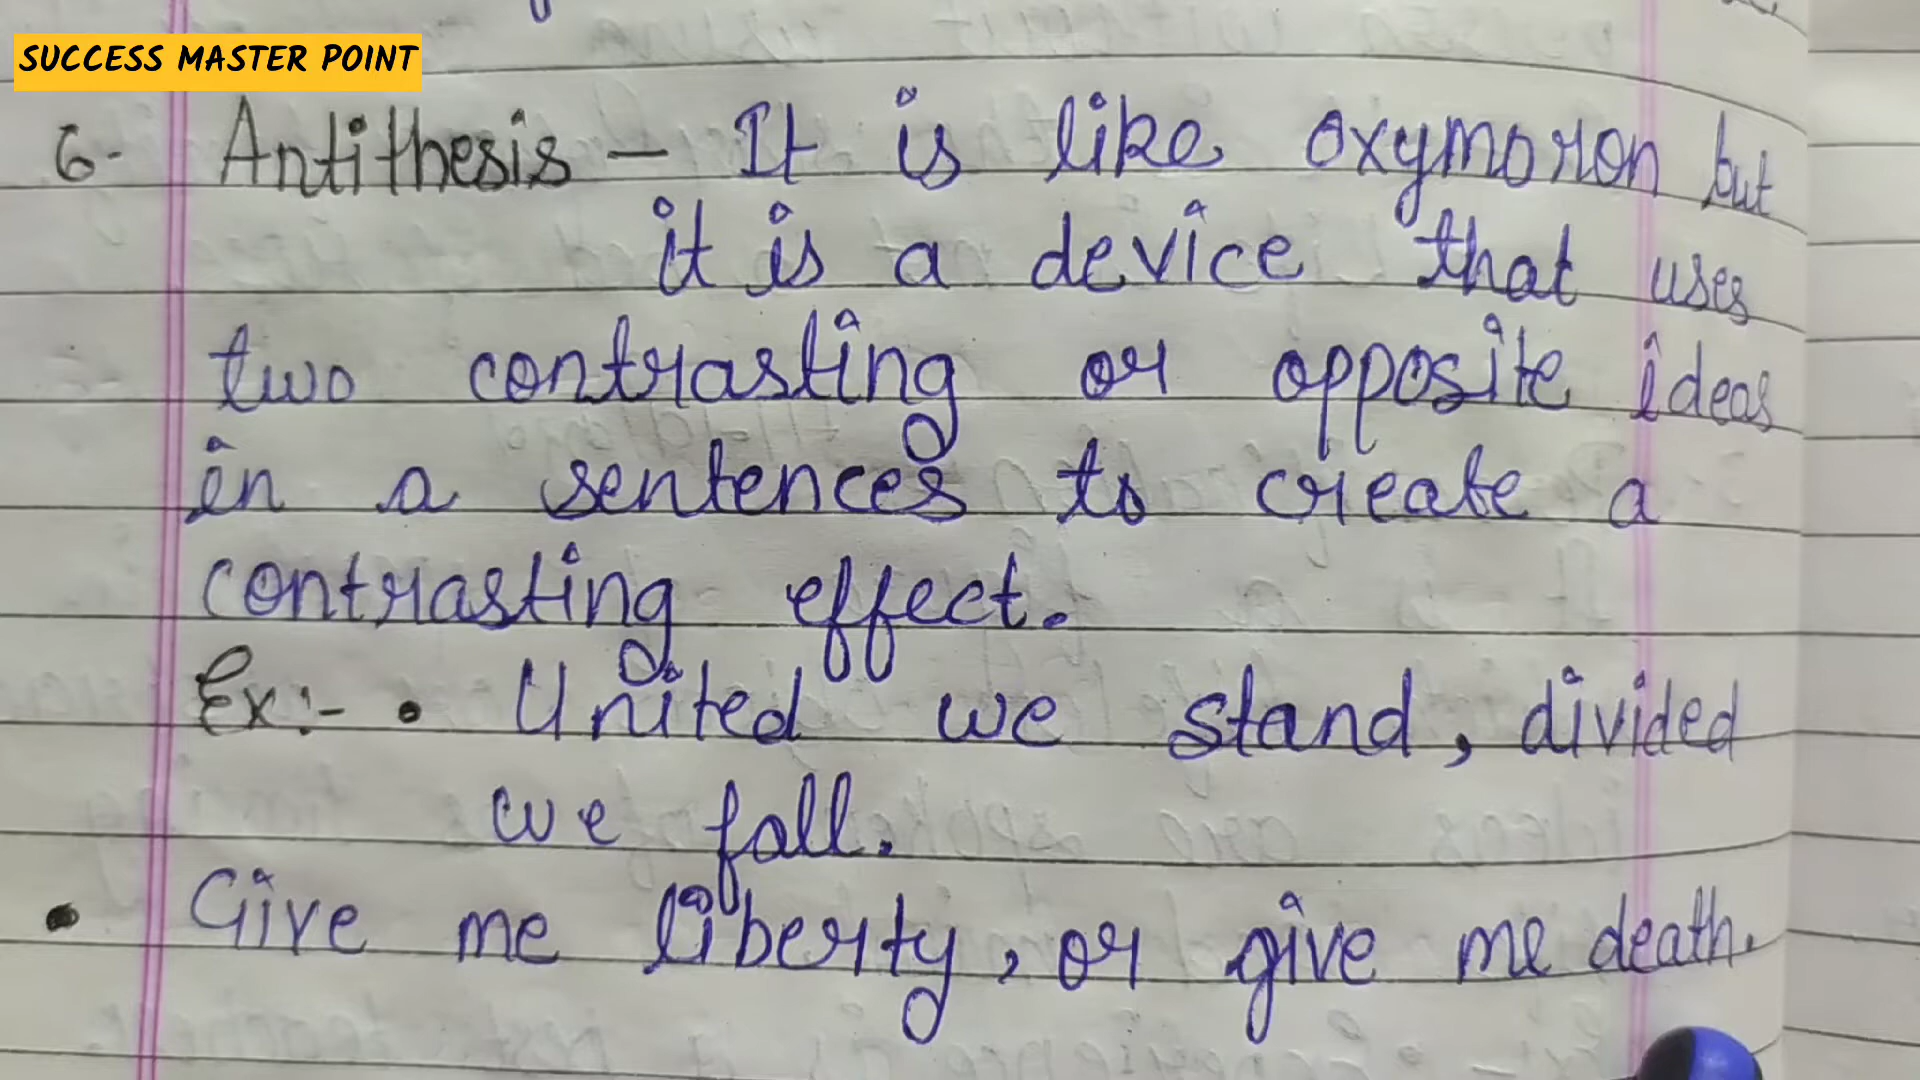 SUCCESS MASTER POINT
6- Antithesis - It is like oxymoron but
it is a device that uses
two contrasting or opposite ideas
in a sentences to create a
contrasting effect.
Ex:- • United we stand, divided
we fall.
• Give me liberty, or give me death.